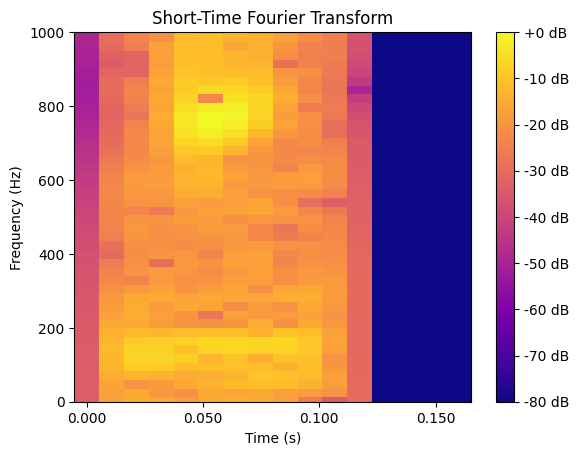 Short-Time Fourier Transform
1000
800
600
400
200
0
Frequency (Hz)
0.000
0.050
0.100
0.150
Time (s)
+0 dB
-10 dB
-20 dB
-30 dB
-40 dB
-50 dB
-60 dB
-70 dB
-80 dB